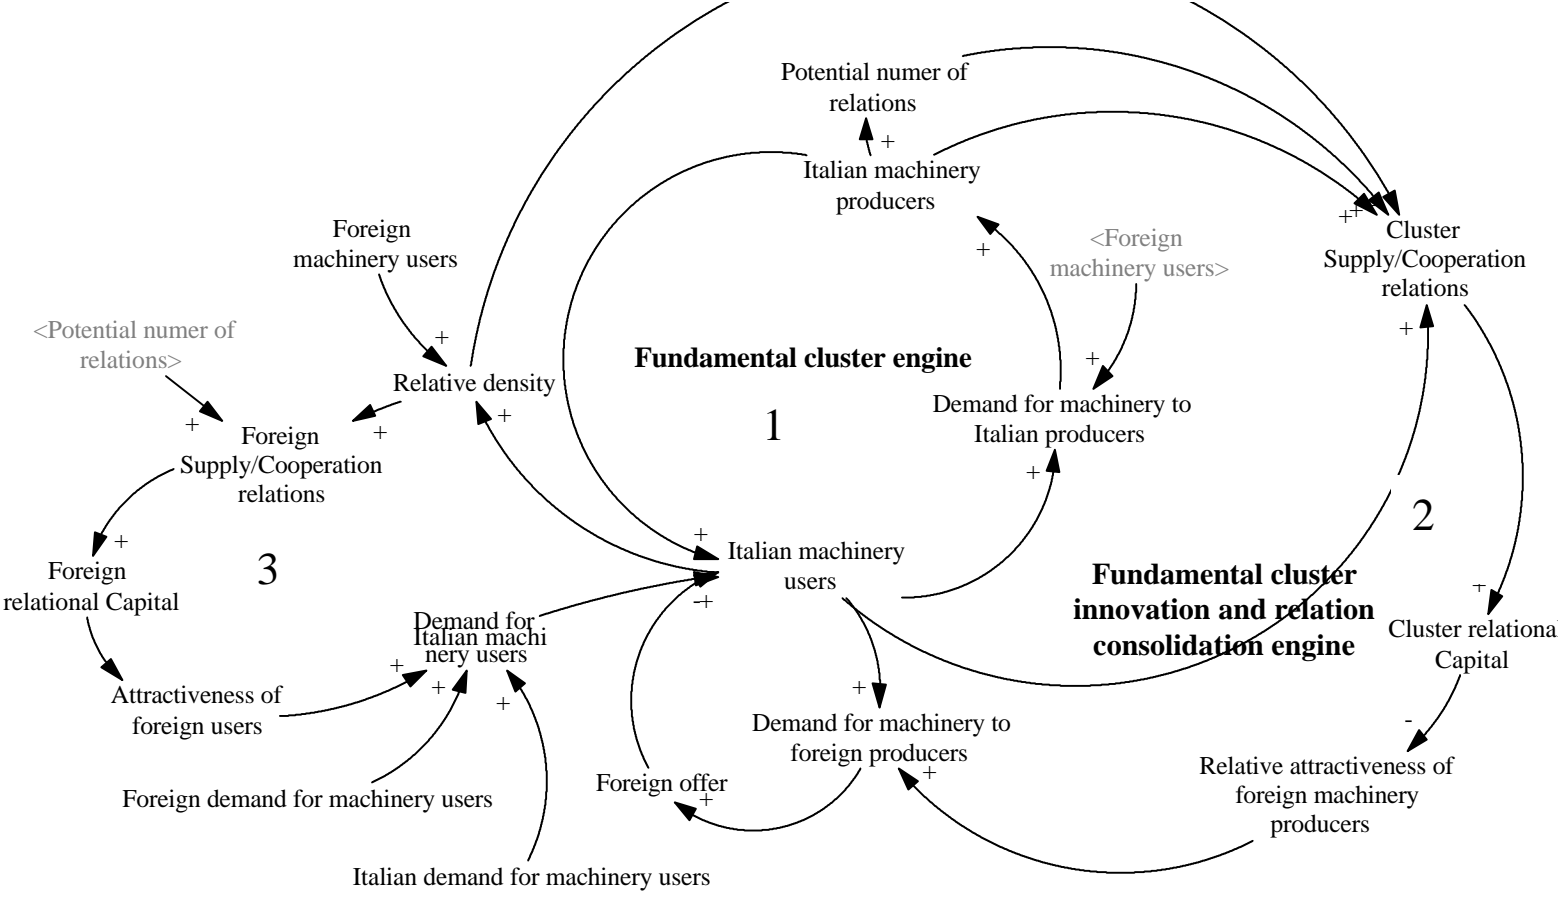 Potential numer of
relations
+
Italian machinery
producers
+
+
Cluster
Supply/Cooperation
relations
+
Foreign
machinery users
+
<Foreign
machinery users>
+
+
<Potential numer of
relations>
+
Relative density
+
+
Fundamental cluster engine
1
Demand for machinery to
Italian producers
+
Foreign
Supply/Cooperation
relations
+
2
3
Foreign
relational Capital
+
Italian machinery
users
-+
Fundamental cluster
innovation and relation
consolidation engine
+
Cluster relational
Capital
-
Demand for
Italian machi
nery users
+
+
+
Attractiveness of
foreign users
+
Demand for machinery to
foreign producers
+
Relative attractiveness of
foreign machinery
producers
Foreign offer
+
Foreign demand for machinery users
Italian demand for machinery users